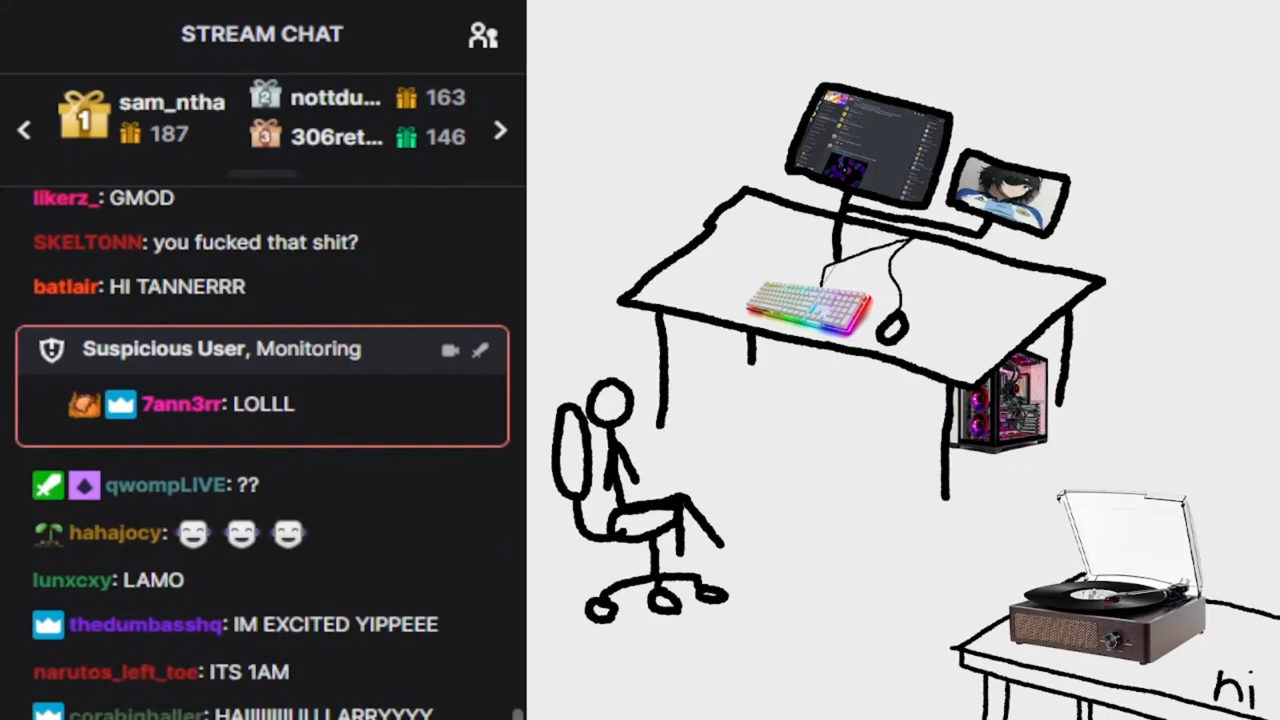 STREAM CHAT
sam_ntha
187
nottdu... 163
306ret... 146
likerz_: GMOD
SKELT0NN: you fucked that shit?
batlair: HI TANNERRR
Suspicious User, Monitoring
7ann3rr: LOLLL
qwompLIVE: ??
hahajocy:
lunxcxy: LAMO
thedumbasshq: IM EXCITED YIPPEEE
narutos_left_toe: ITS 1AM
hi